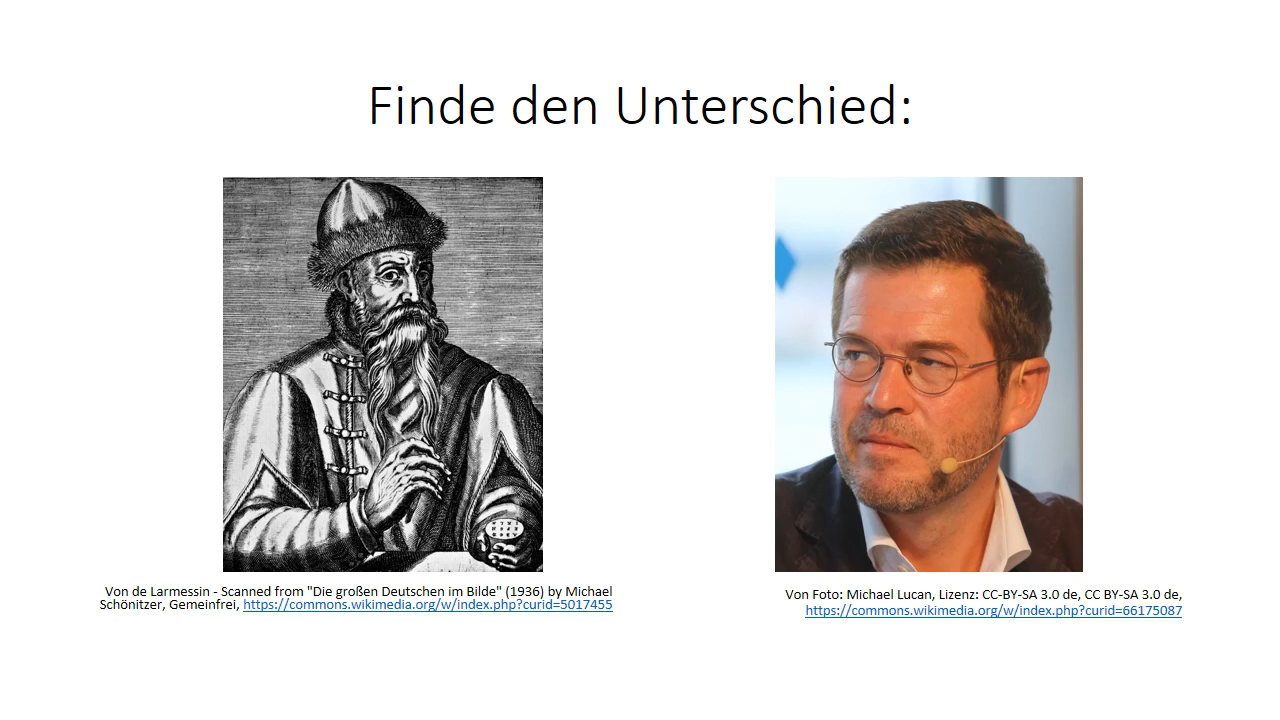 Finde den Unterschied:
Von de Larmessin - Scanned from "Die großen Deutschen im Bilde" (1936) by Michael
Schönitzer, Gemeinfrei, https://commons.wikimedia.org/w/index.php?curid=5017455
Von Foto: Michael Lucan, Lizenz: CC-BY-SA 3.0 de, CC BY-SA 3.0 de,
https://commons.wikimedia.org/w/index.php?curid=66175087